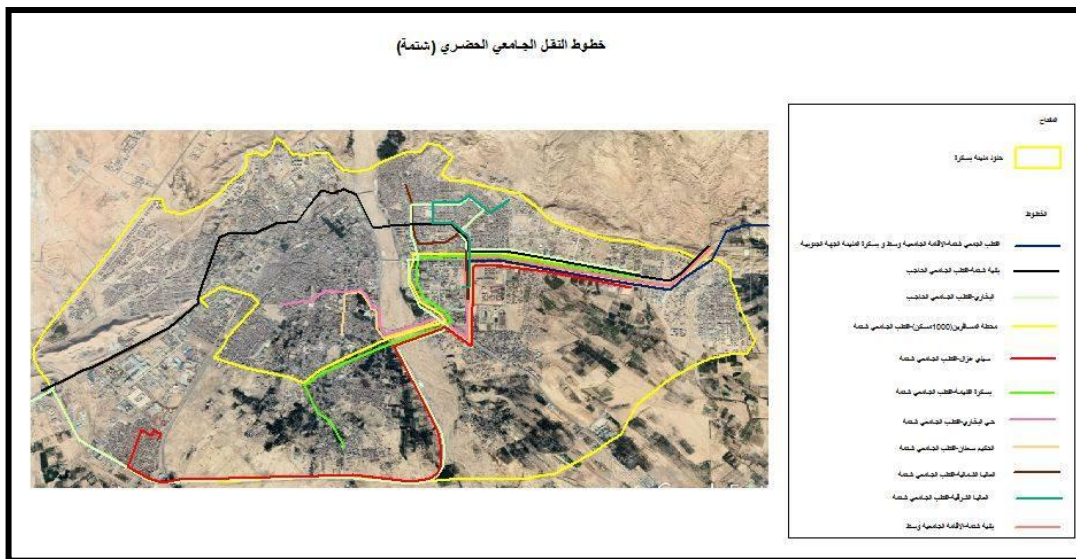 خطوط النقل الجامعي الحضري (شتمة)
المفتاح
حدود مدينة بسكرة
الخطوط
القطب الجامعي شتمة-الاقامة الجامعية وسط و بسكرة المدينة الجهة الجنوبية
بلدية شتمة-القطب الجامعي الحاجب
البخاري-القطب الجامعي الحاجب
محطة المسافرين(1000مسكن)-القطب الجامعي شتمة
سيدي غزال-القطب الجامعي شتمة
بسكرة القديمة-القطب الجامعي شتمة
حي البخاري-القطب الجامعي شتمة
الحكيم سعدان-القطب الجامعي شتمة
العاليا الشمالية-القطب الجامعي شتمة
العاليا الشرقية-القطب الجامعي شتمة
بلدية شتمة-الاقامة الجامعية وسط